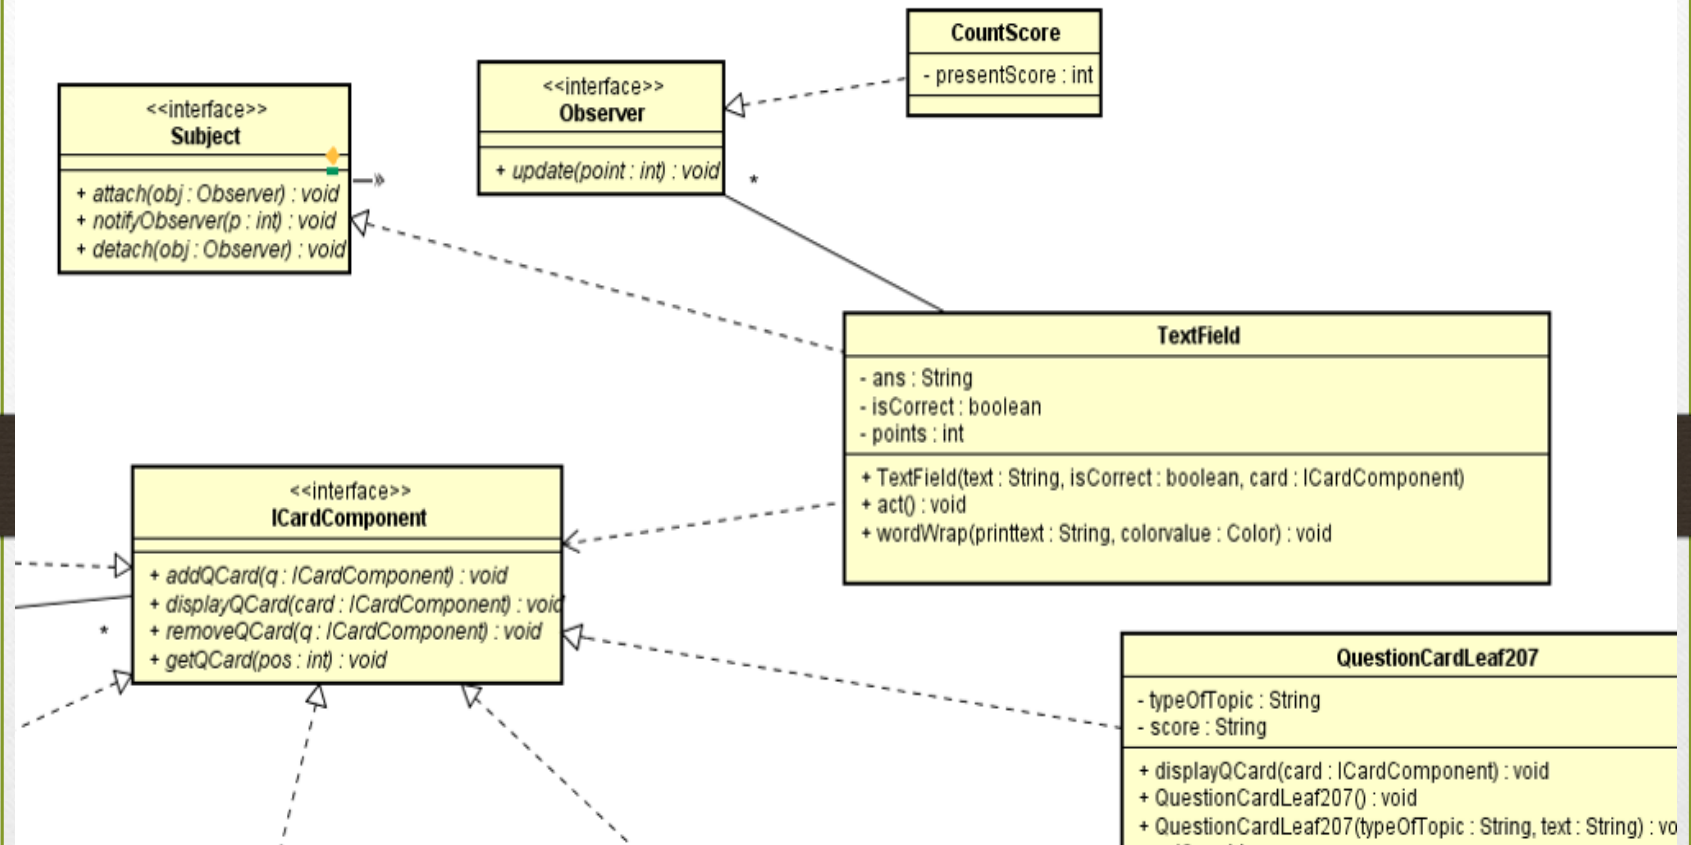 CountScore
- presentScore : int
<<interface>>
Subject
+ attach(obj : Observer) : void
+ notifyObserver(p : int) : void
+ detach(obj : Observer) : void
<<interface>>
Observer
+ update(point : int) : void
*
TextField
- ans : String
- isCorrect : boolean
- points : int
+ TextField(text : String, isCorrect : boolean, card : ICardComponent)
+ act() : void
+ wordWrap(printtext : String, colorvalue : Color) : void
<<interface>>
ICardComponent
+ addQCard(q : ICardComponent) : void
+ displayQCard(card : ICardComponent) : void
+ removeQCard(q : ICardComponent) : void
+ getQCard(pos : int) : void
*
QuestionCardLeaf207
- typeOfTopic : String
- score : String
+ displayQCard(card : ICardComponent) : void
+ QuestionCardLeaf207() : void
+ QuestionCardLeaf207(typeOfTopic : String, text : String) : vo